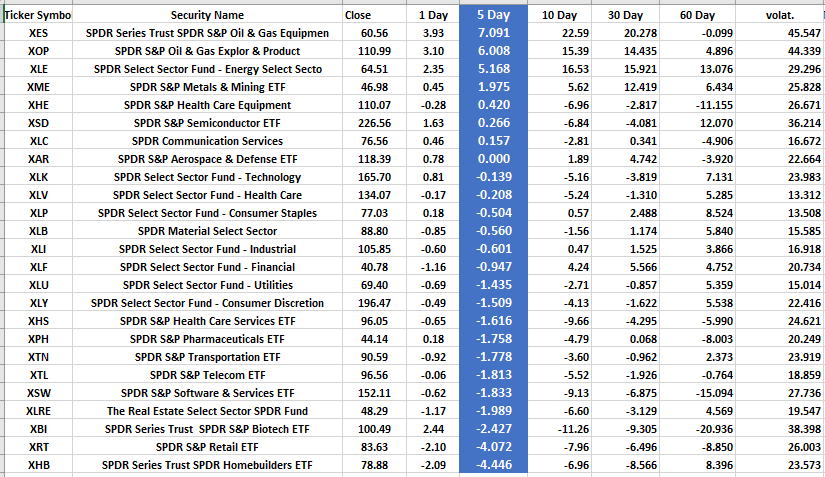 Ticker Symbo Security Name Close 1 Day 5 Day 10 Day 30 Day 60 Day volat.
XES SPDR Series Trust SPDR S&P Oil & Gas Equipmen 60.56 3.93 7.091 22.59 20.278 -0.099 45.547
XOP SPDR S&P Oil & Gas Explor & Product 110.99 3.10 6.008 15.39 14.435 4.896 44.339
XLE SPDR Select Sector Fund - Energy Select Secto 64.51 2.35 5.168 16.53 15.921 13.076 29.296
XME SPDR S&P Metals & Mining ETF 46.98 0.45 1.975 5.62 12.419 6.434 25.828
XHE SPDR S&P Health Care Equipment 110.07 -0.28 0.420 -6.96 -2.817 -11.155 26.671
XSD SPDR S&P Semiconductor ETF 226.56 1.63 0.266 -6.84 -4.081 12.070 36.214
XLC SPDR Communication Services 76.56 0.46 0.157 -2.81 0.341 -4.906 16.672
XAR SPDR S&P Aerospace & Defense ETF 118.39 0.78 0.000 1.89 4.742 -3.920 22.664
XLK SPDR Select Sector Fund - Technology 165.70 0.81 -0.139 -5.16 -3.819 7.131 23.983
XLV SPDR Select Sector Fund - Health Care 134.07 -0.17 -0.208 -5.24 -1.310 5.285 13.312
XLP SPDR Select Sector Fund - Consumer Staples 77.03 0.18 -0.504 0.57 2.488 8.524 13.508
XLB SPDR Material Select Sector 88.80 -0.85 -0.560 -1.56 1.174 5.840 15.585
XLI SPDR Select Sector Fund - Industrial 105.85 -0.60 -0.601 0.47 1.525 3.866 16.918
XLF SPDR Select Sector Fund - Financial 40.78 -1.16 -0.947 4.24 5.566 4.752 20.734
XLU SPDR Select Sector Fund - Utilities 69.40 -0.69 -1.435 -2.71 -0.857 5.359 15.014
XLY SPDR Select Sector Fund - Consumer Discretion 196.47 -0.49 -1.509 -4.13 -1.622 5.538 22.416
XHS SPDR S&P Health Care Services ETF 96.05 -0.65 -1.616 -9.66 -4.295 -5.990 24.621
XPH SPDR S&P Pharmaceuticals ETF 44.14 0.18 -1.758 -4.79 0.068 -8.003 20.249
XTN SPDR S&P Transportation ETF 90.59 -0.92 -1.778 -3.60 -0.962 2.373 23.919
XTL SPDR S&P Telecom ETF 96.56 -0.06 -1.813 -5.52 -1.926 -0.764 18.859
XSW SPDR S&P Software & Services ETF 152.11 -0.62 -1.833 -9.13 -6.875 -15.094 27.736
XLRE The Real Estate Select Sector SPDR Fund 48.29 -1.17 -1.989 -6.60 -3.129 4.569 19.547
XBI SPDR Series Trust SPDR S&P Biotech ETF 100.49 2.44 -2.427 -11.26 -9.305 -20.936 38.398
XRT SPDR S&P Retail ETF 83.63 -2.10 -4.072 -7.96 -6.496 -8.850 26.003
XHB SPDR Series Trust SPDR Homebuilders ETF 78.88 -2.09 -4.446 -6.96 -8.566 8.396 23.573